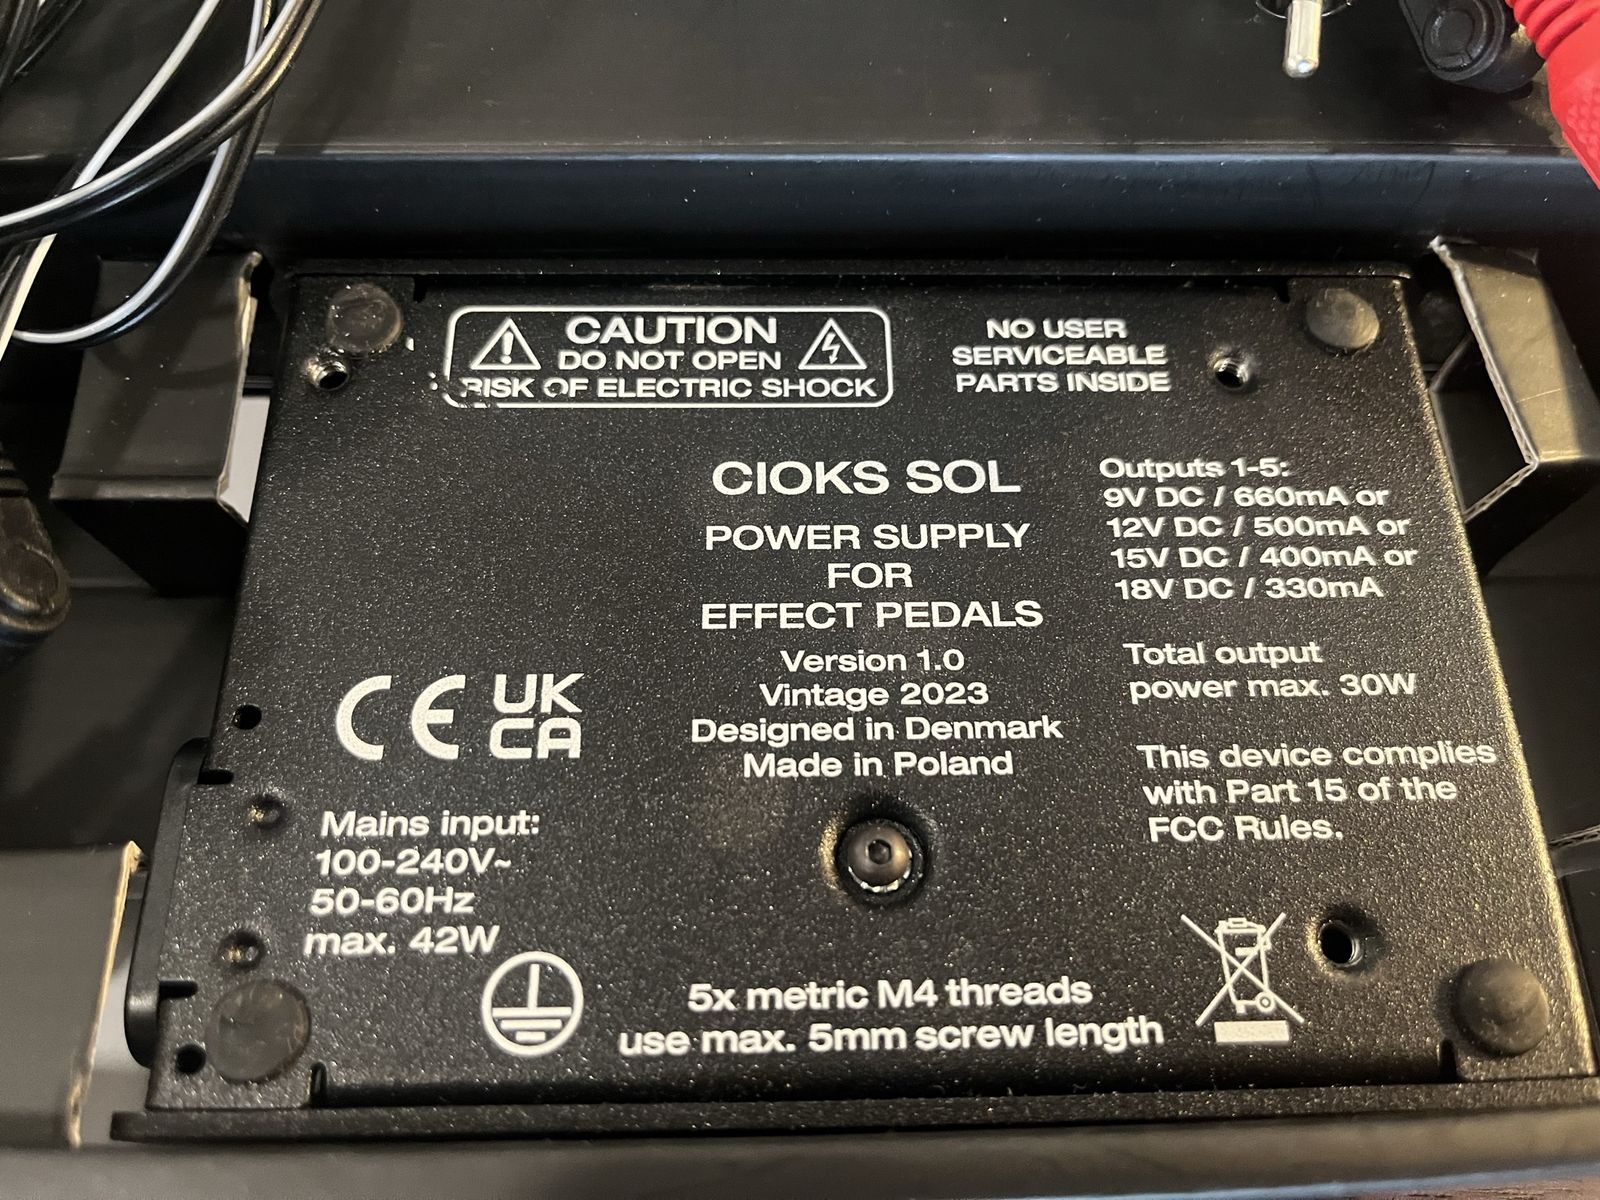 CAUTION
DO NOT OPEN
RISK OF ELECTRIC SHOCK
NO USER
SERVICEABLE
PARTS INSIDE
CIOKS SOL
POWER SUPPLY
FOR
EFFECT PEDALS
Version 1.0
Vintage 2023
Designed in Denmark
Made in Poland
Outputs 1-5:
9V DC / 660mA or
12V DC / 500mA or
15V DC / 400mA or
18V DC / 330mA
Total output
power max. 30W
This device complies
with Part 15 of the
FCC Rules.
CE
UK
CA
Mains input:
100-240V~
50-60Hz
max. 42W
5x metric M4 threads
use max. 5mm screw length